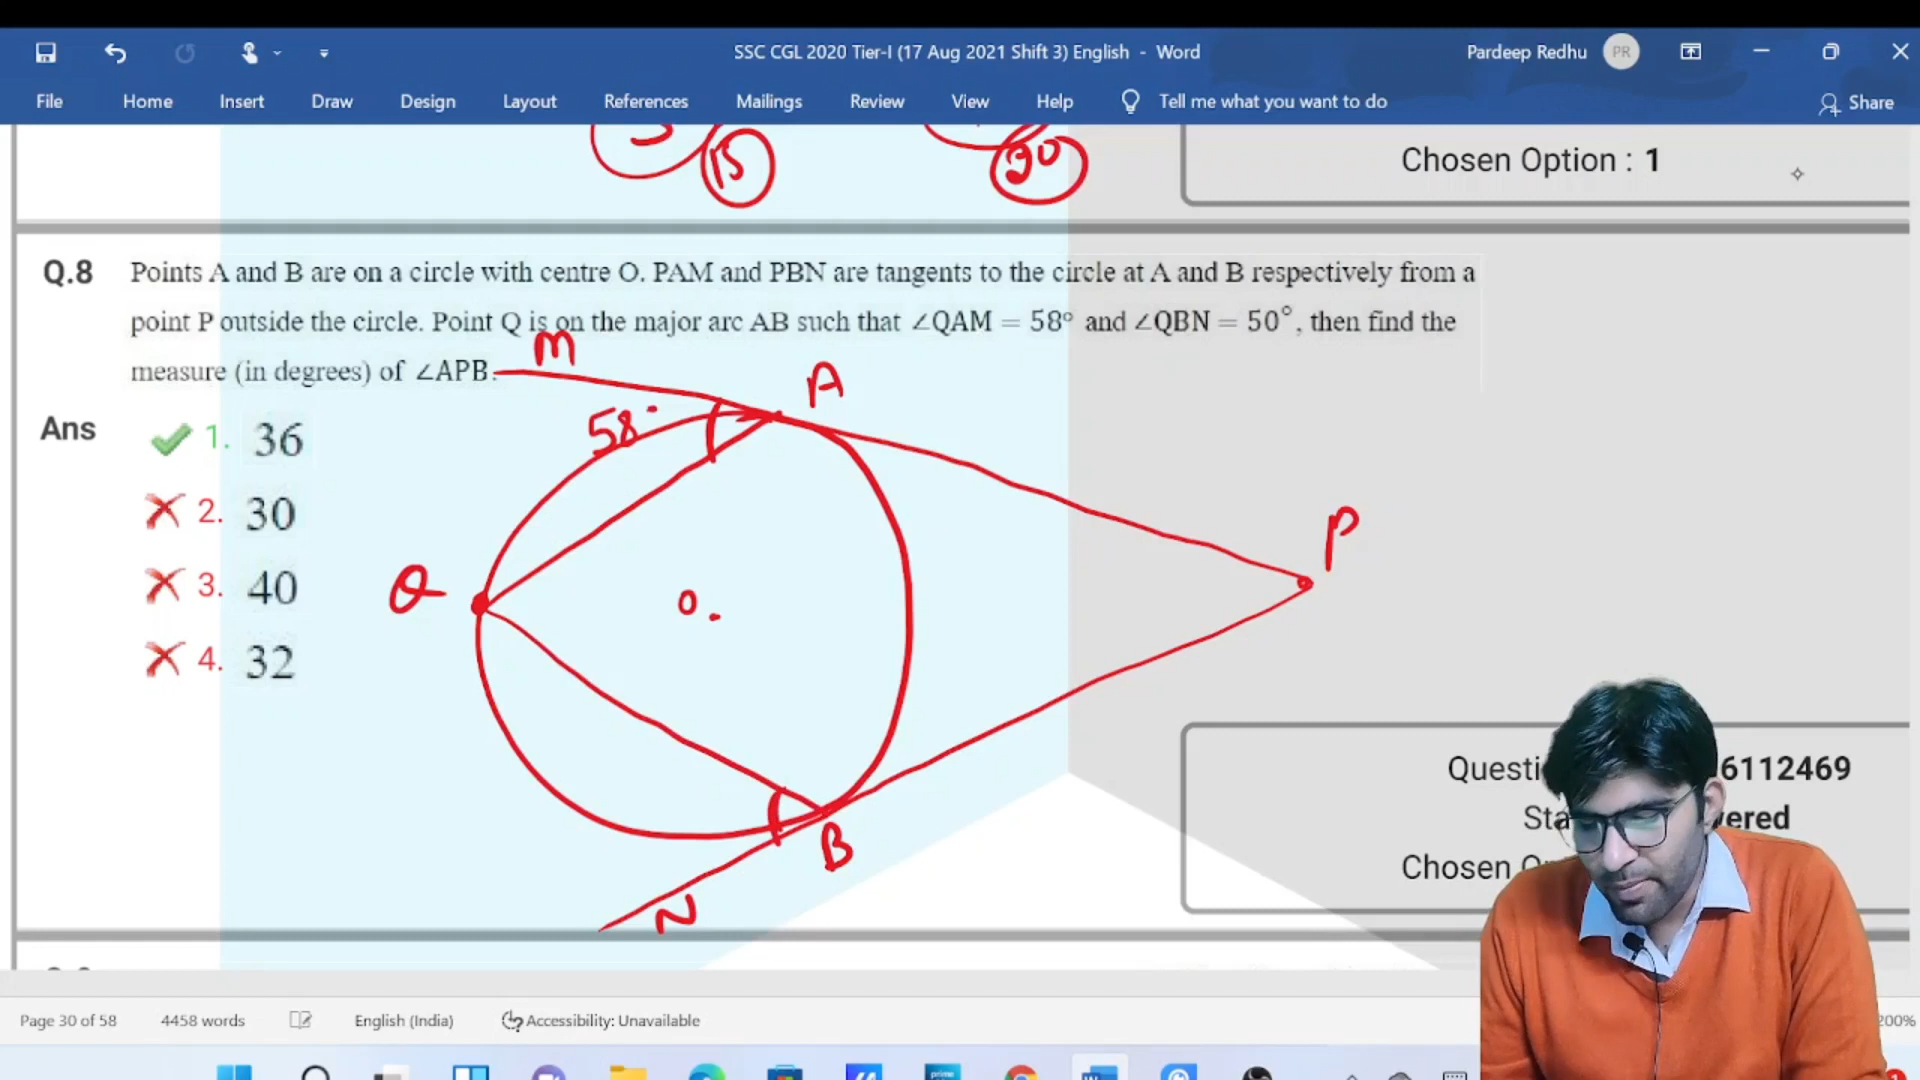 SSC CGL 2020 Tier-I (17 Aug 2021 Shift 3) English - Word
Pardeep Redhu PR
File Home Insert Draw Design Layout References Mailings Review View Help Tell me what you want to do Share
15
30
Chosen Option : 1
Q.8 Points A and B are on a circle with centre O. PAM and PBN are tangents to the circle at A and B respectively from a
point P outside the circle. Point Q is on the major arc AB such that ∠QAM = 58° and ∠QBN = 50°, then find the
measure (in degrees) of ∠APB.
M
A
58°
Ans 1. 36
2. 30
P
Q
O
3. 40
4. 32
B
N
6112469
Chosen
Page 30 of 58 4458 words English (India) Accessibility: Unavailable 200%
prime